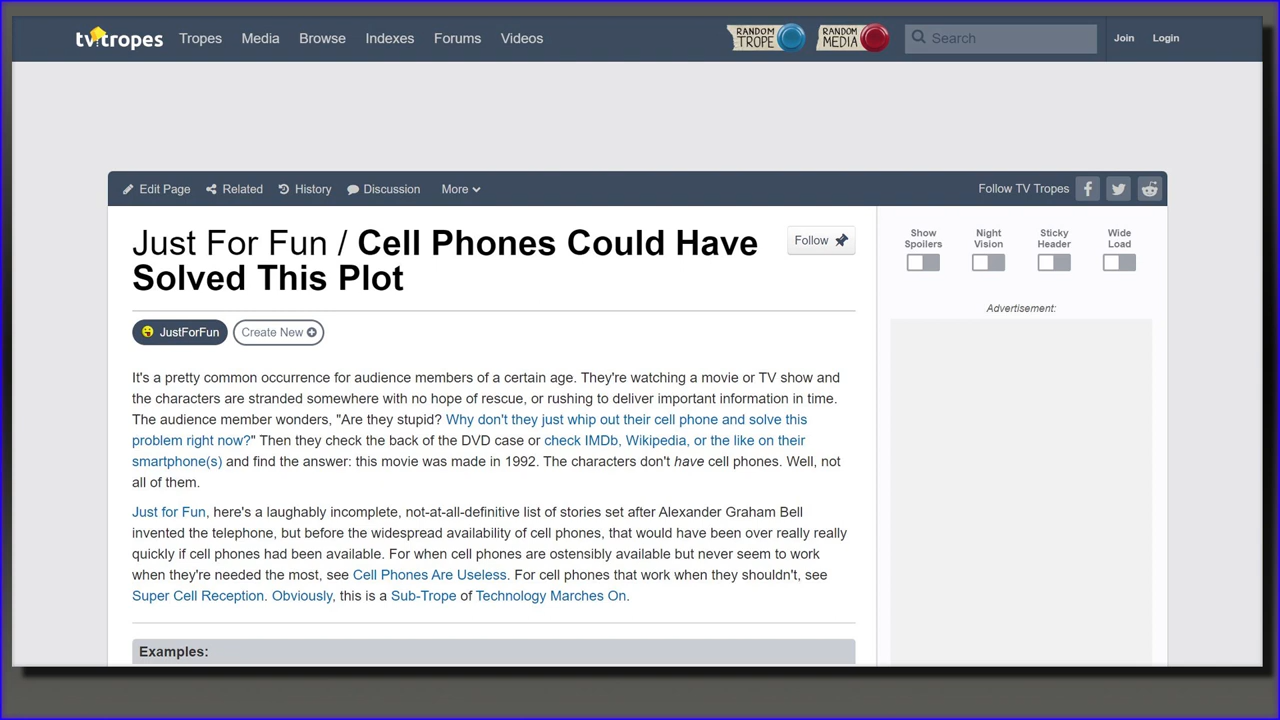 tvtropes Tropes Media Browse Indexes Forums Videos RANDOM TROPE RANDOM MEDIA Search Join Login
Edit Page Related History Discussion More Follow TV Tropes
Just For Fun / Cell Phones Could Have
Solved This Plot
Follow
Show Spoilers Night Vision Sticky Header Wide Load
Advertisement:
JustForFun Create New
It's a pretty common occurrence for audience members of a certain age. They're watching a movie or TV show and
the characters are stranded somewhere with no hope of rescue, or rushing to deliver important information in time.
The audience member wonders, "Are they stupid? Why don't they just whip out their cell phone and solve this
problem right now?" Then they check the back of the DVD case or check IMDb, Wikipedia, or the like on their
smartphone(s) and find the answer: this movie was made in 1992. The characters don't have cell phones. Well, not
all of them.
Just for Fun, here's a laughably incomplete, not-at-all-definitive list of stories set after Alexander Graham Bell
invented the telephone, but before the widespread availability of cell phones, that would have been over really really
quickly if cell phones had been available. For when cell phones are ostensibly available but never seem to work
when they're needed the most, see Cell Phones Are Useless. For cell phones that work when they shouldn't, see
Super Cell Reception. Obviously, this is a Sub-Trope of Technology Marches On.
Examples: